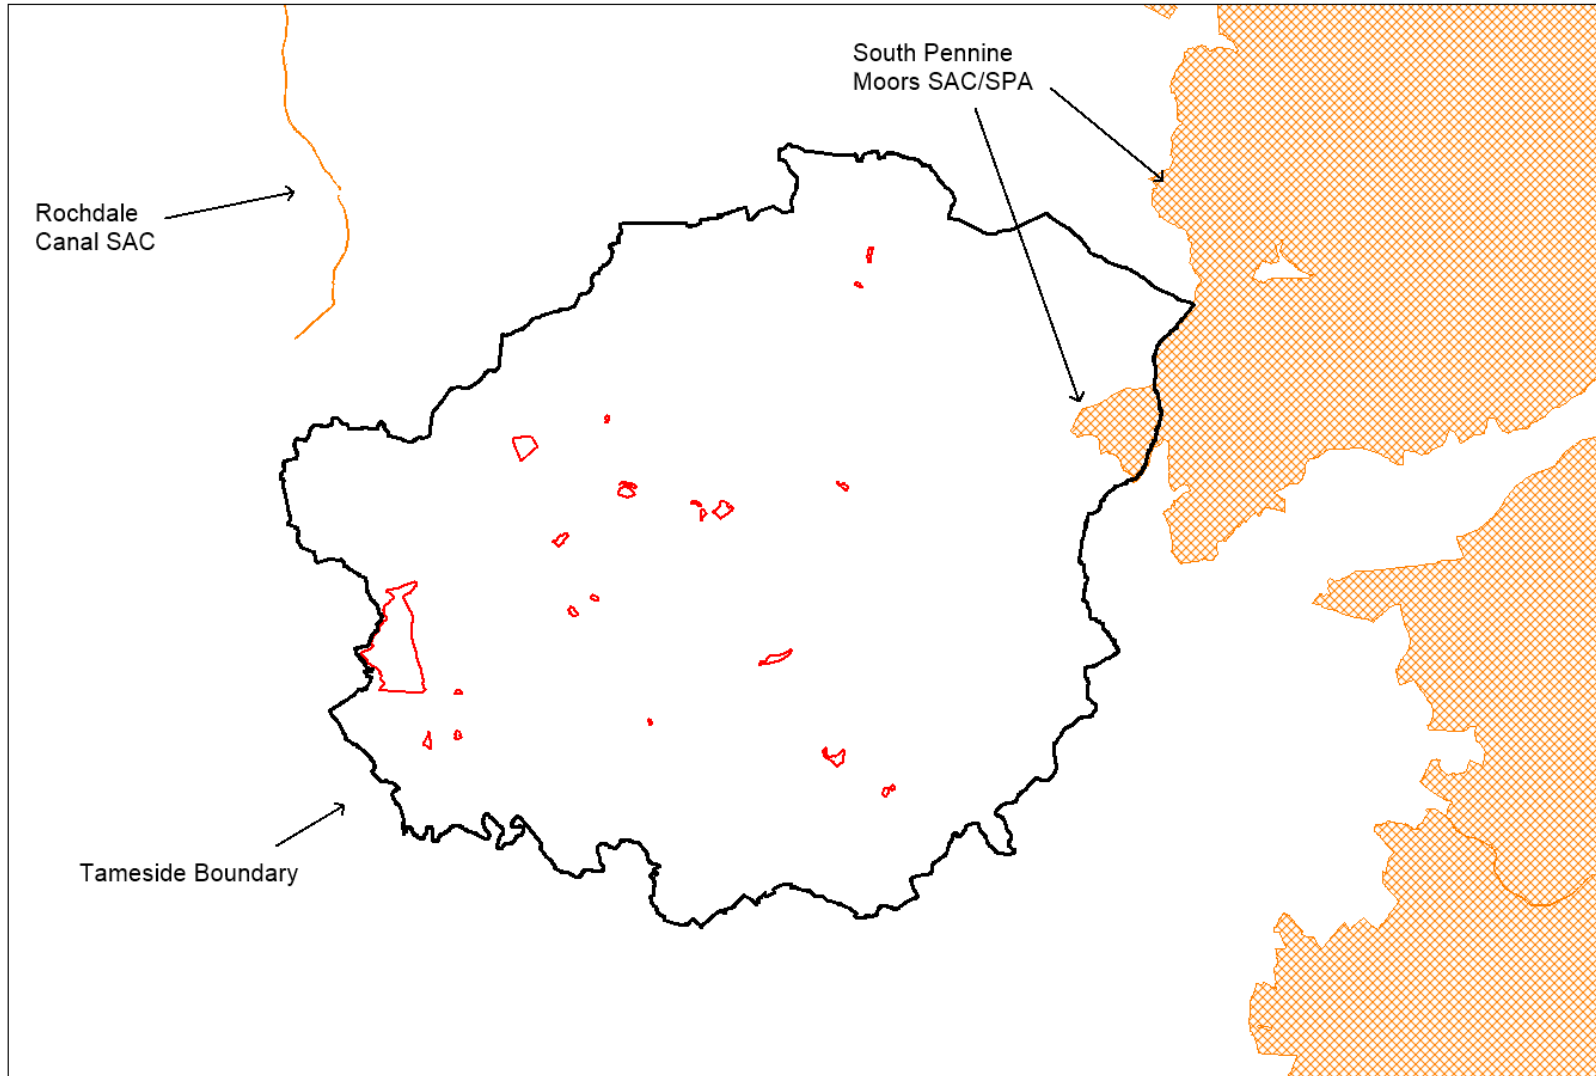 South Pennine
Moors SAC/SPA
Rochdale
Canal SAC
Tameside Boundary